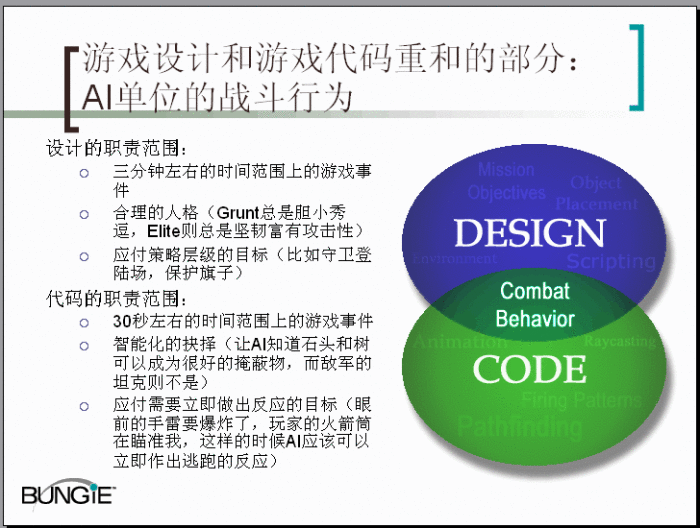 游戏设计和游戏代码重和的部分：
AI单位的战斗行为
设计的职责范围：
三分钟左右的时间范围上的游戏事
件
合理的人格（Grunt总是胆小秀
逗，Elite则总是坚韧富有攻击性）
应付策略层级的目标（比如守卫登
陆场，保护旗子）
代码的职责范围：
30秒左右的时间范围上的游戏事件
智能化的抉择（让AI知道石头和树
可以成为很好的掩蔽物，而敌军的
坦克则不是）
应付需要立即做出反应的目标（眼
前的手雷要爆炸了，玩家的火箭筒
在瞄准我，这样的时候AI应该可以
立即作出逃跑的反应）
Mission
Objectives
Object
Placement
DESIGN
Environment
Scripting
Combat
Behavior
Animation
Raycasting
CODE
Firing Patterns
Pathfinding
BUNGiE